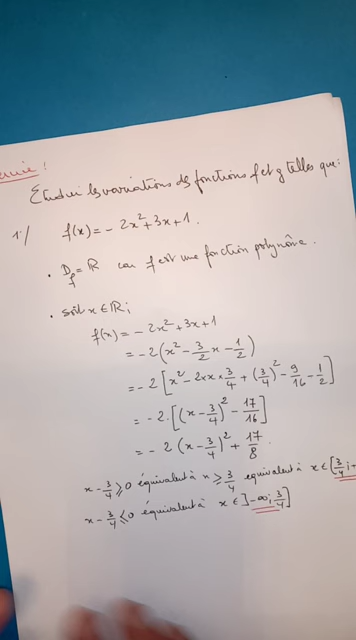 Etudier les variations des fonctions f et g telles que:
1°/ f(x) = - 2x² + 3x + 1.
• D_f = ℝ car f est une fonction polynôme.
• soit x ∈ ℝ;
f(x) = - 2x² + 3x + 1
= - 2 (x² - 3/2 x - 1/2)
= - 2 [x² - 2 × x × 3/4 + (3/4)² - 9/16 - 1/2]
= - 2 · [(x - 3/4)² - 17/16]
= - 2 (x - 3/4)² + 17/8.
x - 3/4 ≥ 0 équivalent à x ≥ 3/4 equivalent à x ∈ [3/4; +
x - 3/4 ≤ 0 équivalent à x ∈ ]-∞; 3/4]